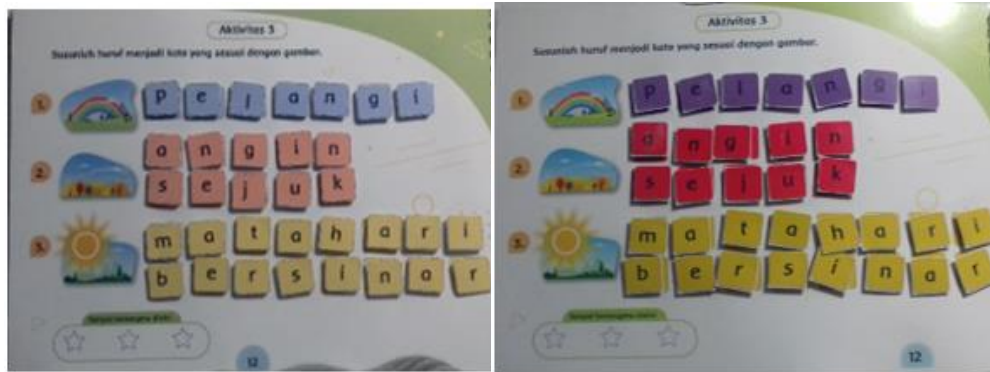 Aktivitas 3
Susunlah huruf menjadi kata yang sesuai dengan gambar.
1. p e l a n g i
2. a n g i n
s e j u k
3. m a t a h a r i
b e r s i n a r
12
Aktivitas 3
Susunlah huruf menjadi kata yang sesuai dengan gambar.
1. p e l a n g i
2. a n g i n
s e j u k
3. m a t a h a r i
b e r s i n a r
12